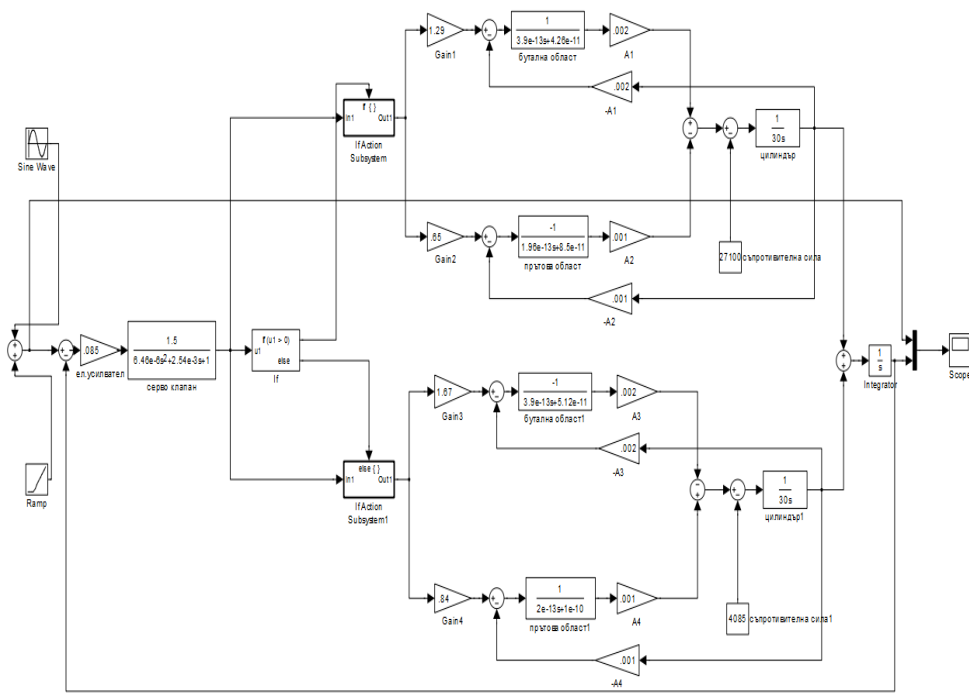 1.29
Gain1
1
3.9e-13s+4.26e-11
бутална област
.002
A1
.002
-A1
If { }
In1
Out1
If Action
Subsystem
1
30s
цилиндър
Sine Wave
.65
Gain2
-1
1.96e-13s+8.5e-11
прътова област
.001
A2
27100
съпротивителна сила
.001
-A2
.085
ел.усилвател
1.5
6.46e-6s²+2.54e-3s+1
серво клапан
u1
if(u1 > 0)
else
If
1
s
Integrator
Scope
1.67
Gain3
-1
3.9e-13s+5.12e-11
бутална област1
.002
A3
.002
-A3
Ramp
else { }
In1
Out1
If Action
Subsystem1
1
30s
цилиндър1
.84
Gain4
1
2e-13s+1e-10
прътова област1
.001
A4
4085
съпротивителна сила1
.001
-A4